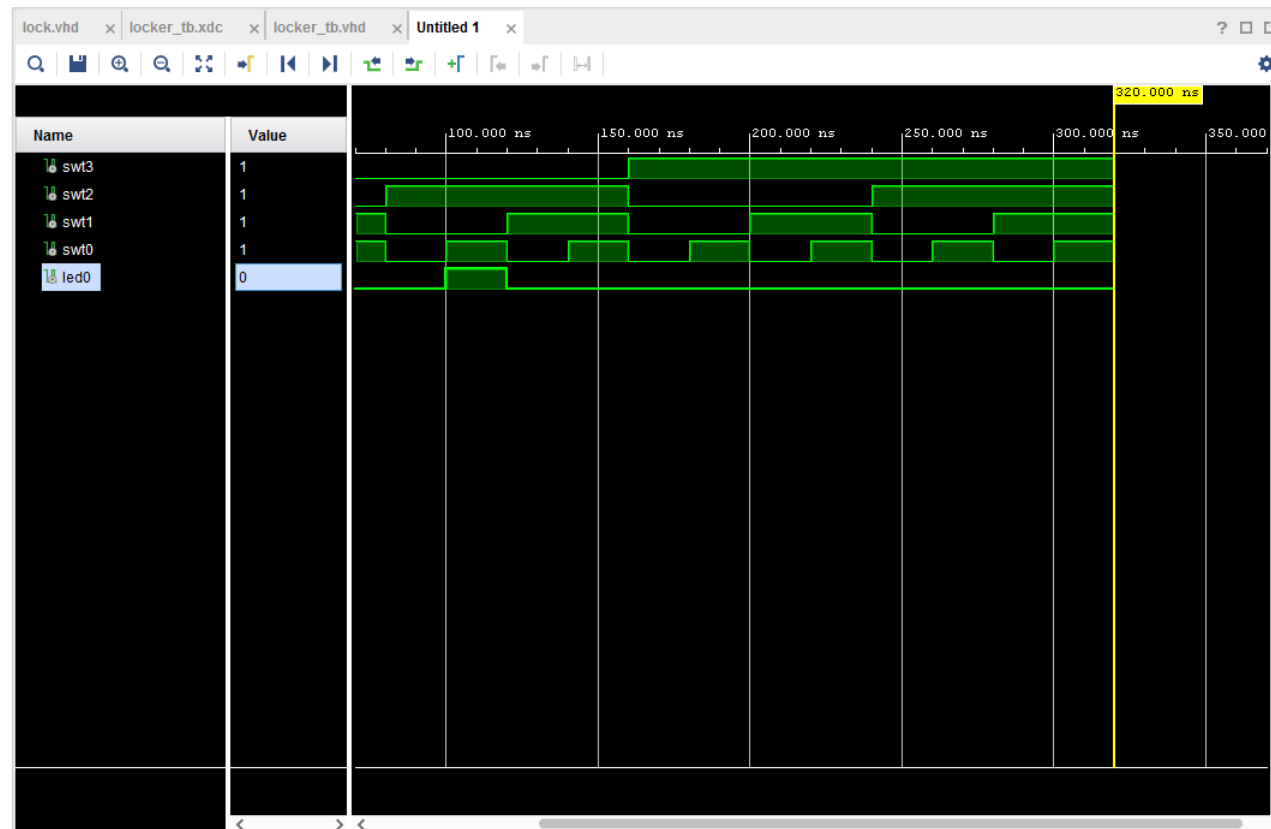 lock.vhd × locker_tb.xdc × locker_tb.vhd × Untitled 1 × ?
320.000 ns
Name Value 100.000 ns 150.000 ns 200.000 ns 250.000 ns 300.000 ns 350.000
swt3 1
swt2 1
swt1 1
swt0 1
led0 0